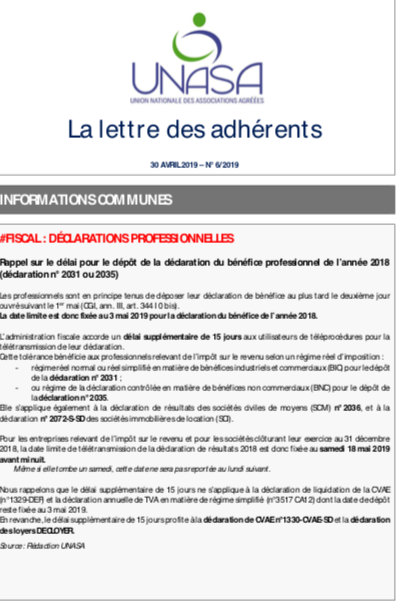 UNASA
UNION NATIONALE DES ASSOCIATIONS AGRÉÉES
La lettre des adhérents
30 AVRIL 2019 – N° 6/2019
INFORMATIONS COMMUNES
#FISCAL : DÉCLARATIONS PROFESSIONNELLES
Rappel sur le délai pour le dépôt de la déclaration du bénéfice professionnel de l'année 2018
(déclaration n° 2031 ou 2035)
Les professionnels sont en principe tenus de déposer leur déclaration de bénéfice au plus tard le deuxième jour
ouvré suivant le 1er mai (CGI, ann. III, art. 344 I 0 bis).
La date limite est donc fixée au 3 mai 2019 pour la déclaration du bénéfice de l'année 2018.
L'administration fiscale accorde un délai supplémentaire de 15 jours aux utilisateurs de téléprocédures pour la
télétransmission de leur déclaration.
Cette tolérance bénéficie aux professionnels relevant de l'impôt sur le revenu selon un régime réel d'imposition :
- régime réel normal ou réel simplifié en matière de bénéfices industriels et commerciaux (BIC) pour le dépôt
de la déclaration n° 2031 ;
- ou régime de la déclaration contrôlée en matière de bénéfices non commerciaux (BNC) pour le dépôt de
la déclaration n° 2035.
Elle s'applique également à la déclaration de résultats des sociétés civiles de moyens (SCM) n° 2036, et à la
déclaration n° 2072-S-SD des sociétés immobilières de location (SCI).
Pour les entreprises relevant de l'impôt sur le revenu et pour les sociétés clôturant leur exercice au 31 décembre
2018, la date limite de télétransmission de la déclaration de résultats 2018 est donc fixée au samedi 18 mai 2019
avant minuit.
Même si elle tombe un samedi, cette date ne sera pas reportée au lundi suivant.
Nous rappelons que le délai supplémentaire de 15 jours ne s'applique à la déclaration de liquidation de la CVAE
(n°1329-DEF) et la déclaration annuelle de TVA en matière de régime simplifié (n°3517 CA12) dont la date de dépôt
reste fixée au 3 mai 2019.
En revanche, le délai supplémentaire de 15 jours profite à la déclaration de CVAE n°1330-CVAE-SD et la déclaration
des loyers DECLOYER.
Source : Rédaction UNASA